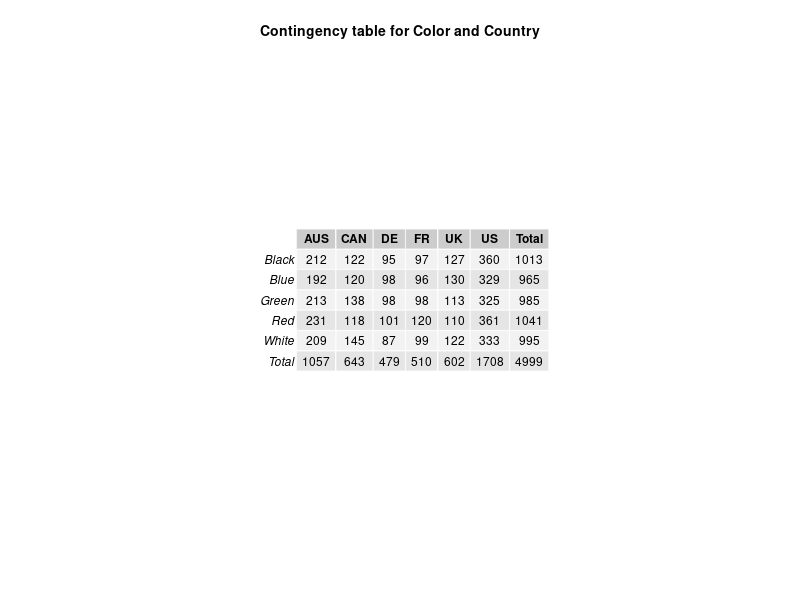 Contingency table for Color and Country
AUS CAN DE FR UK US Total
Black 212 122 95 97 127 360 1013
Blue 192 120 98 96 130 329 965
Green 213 138 98 98 113 325 985
Red 231 118 101 120 110 361 1041
White 209 145 87 99 122 333 995
Total 1057 643 479 510 602 1708 4999